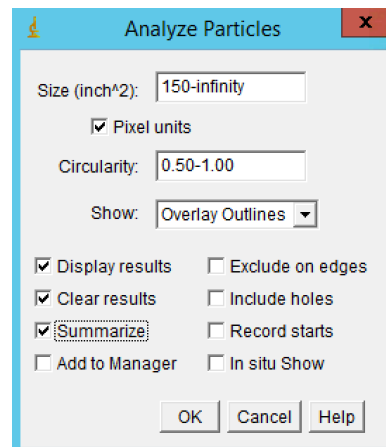 Analyze Particles
x
Size (inch^2): 150-infinity
Pixel units
Circularity: 0.50-1.00
Show: Overlay Outlines
Display results Exclude on edges
Clear results Include holes
Summarize Record starts
Add to Manager In situ Show
OK Cancel Help